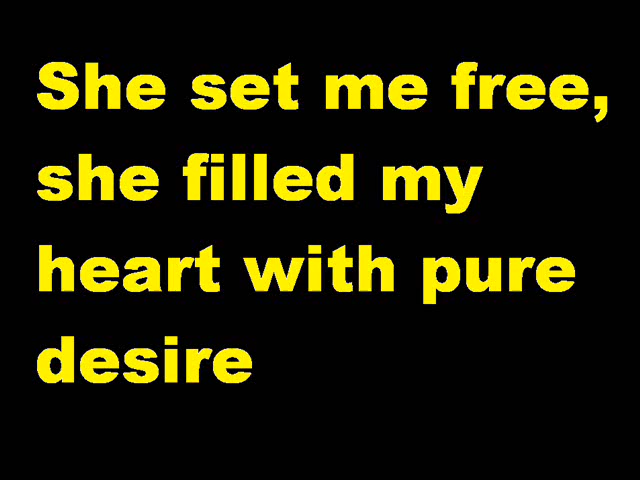 She set me free,
she filled my
heart with pure
desire